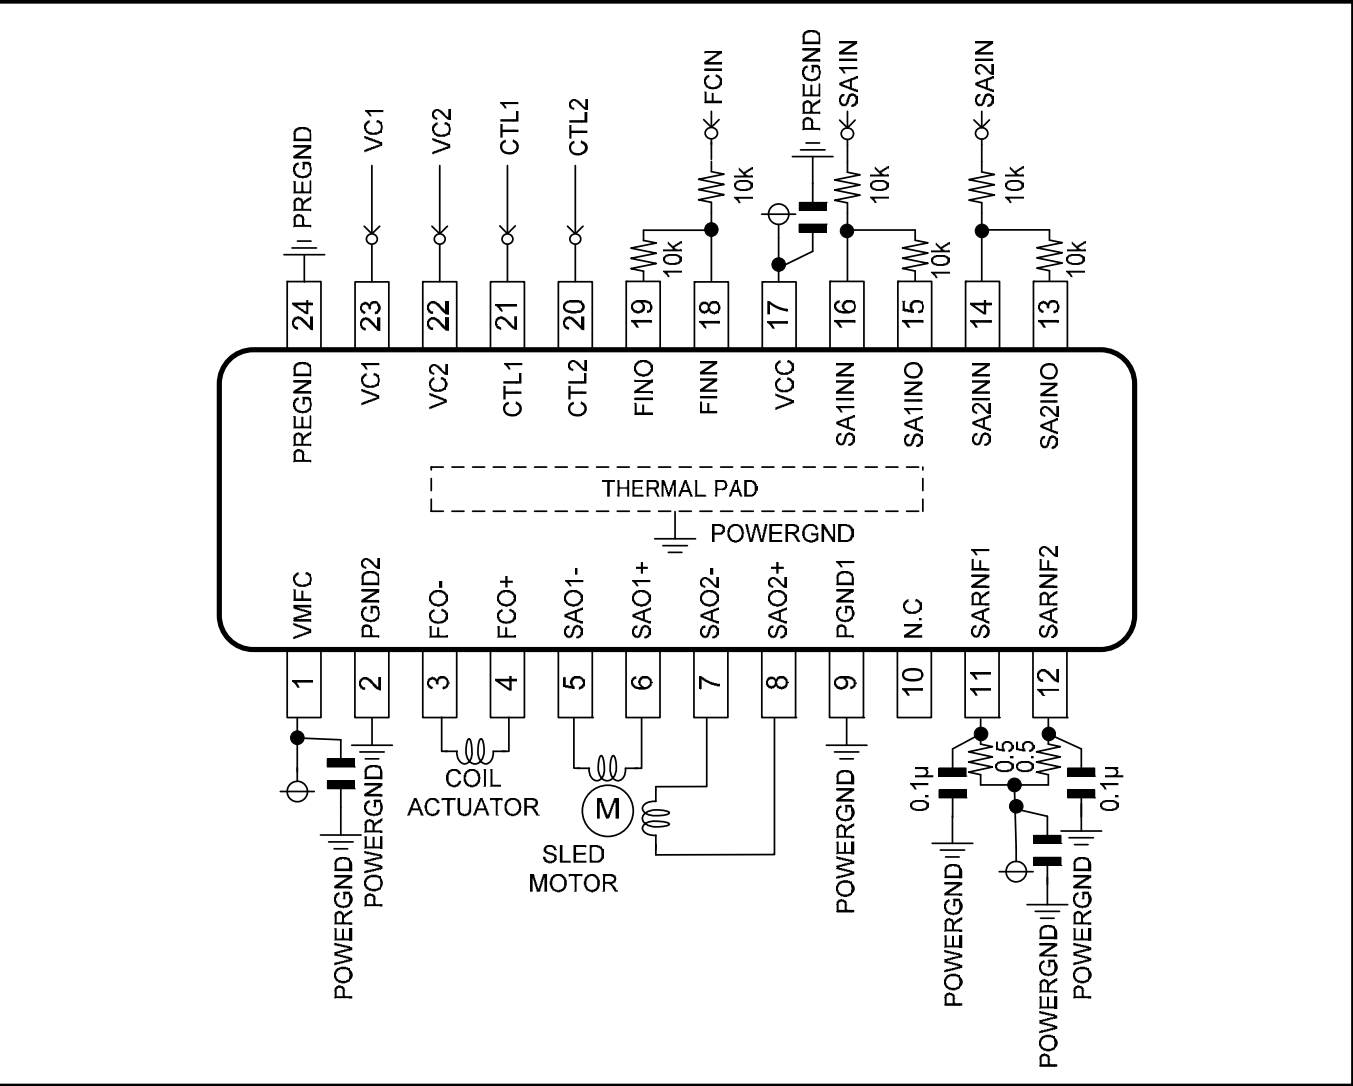 PREGND
VC1
VC2
CTL1
CTL2
FCIN
PREGND
SA1IN
SA2IN
10k
10k
10k
10k
10k
10k
24
23
22
21
20
19
18
17
16
15
14
13
PREGND
VC1
VC2
CTL1
CTL2
FINO
FINN
VCC
SA1INN
SA1INO
SA2INN
SA2INO
THERMAL PAD
POWERGND
VMFC
PGND2
FCO-
FCO+
SAO1-
SAO1+
SAO2-
SAO2+
PGND1
N.C
SARNF1
SARNF2
1
2
3
4
5
6
7
8
9
10
11
12
POWERGND
POWERGND
COIL
ACTUATOR
M
SLED
MOTOR
POWERGND
0.1µ
0.5
0.5
0.1µ
POWERGND
POWERGND
POWERGND